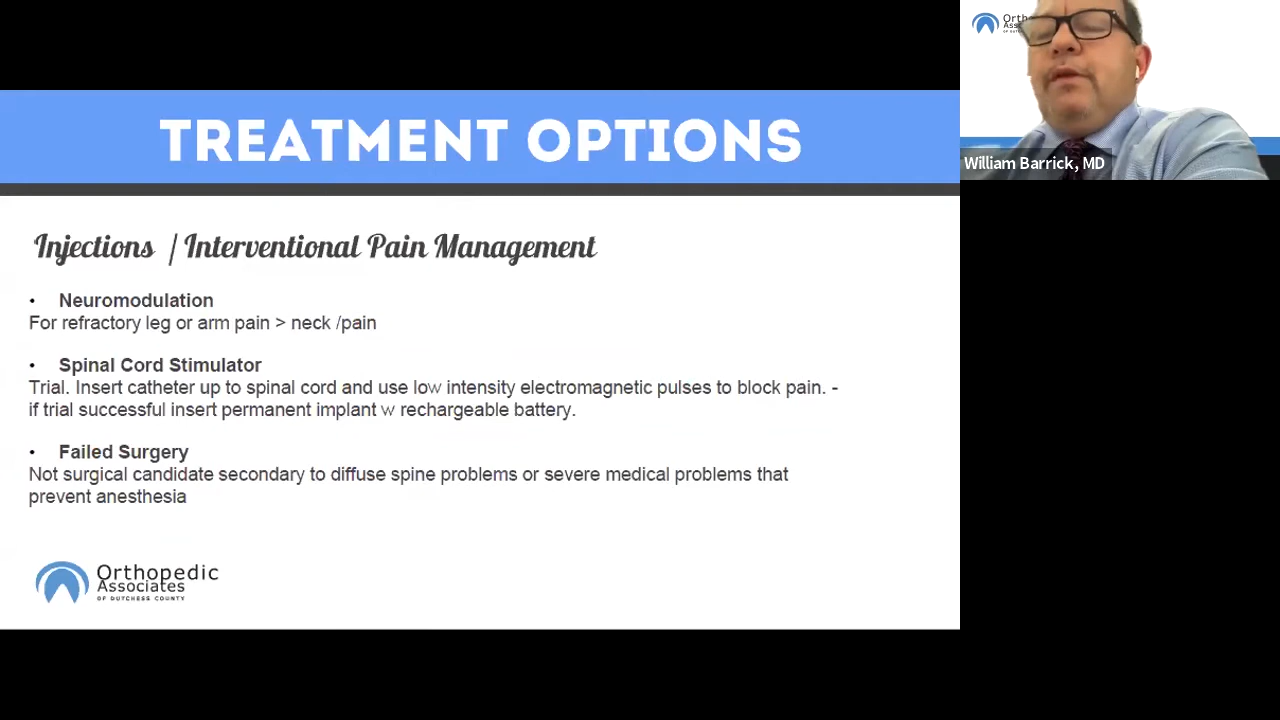 TREATMENT OPTIONS
Injections / Interventional Pain Management
• Neuromodulation
For refractory leg or arm pain > neck /pain
• Spinal Cord Stimulator
Trial. Insert catheter up to spinal cord and use low intensity electromagnetic pulses to block pain. -
if trial successful insert permanent implant w rechargeable battery.
• Failed Surgery
Not surgical candidate secondary to diffuse spine problems or severe medical problems that
prevent anesthesia
Orthopedic
Associates
OF DUTCHESS COUNTY
William Barrick, MD